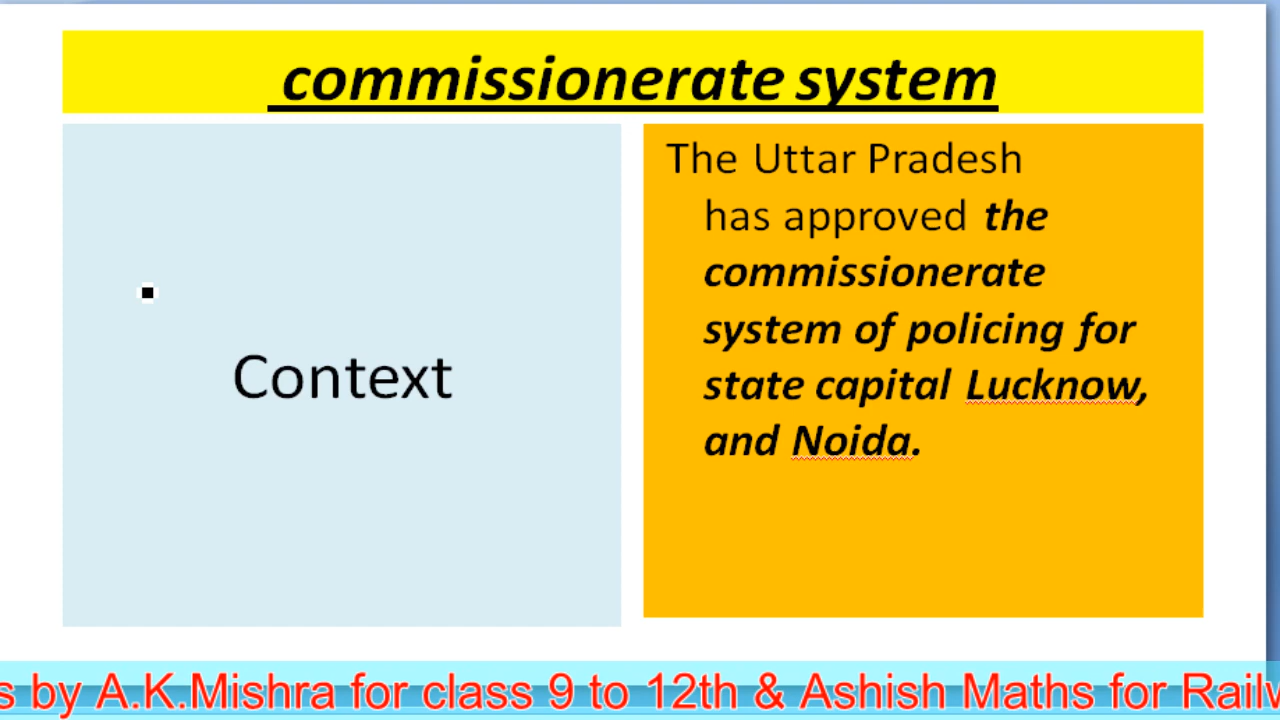 commissionerate system
Context
The Uttar Pradesh
has approved the
commissionerate
system of policing for
state capital Lucknow,
and Noida.
s by A.K.Mishra for class 9 to 12th & Ashish Maths for Rail